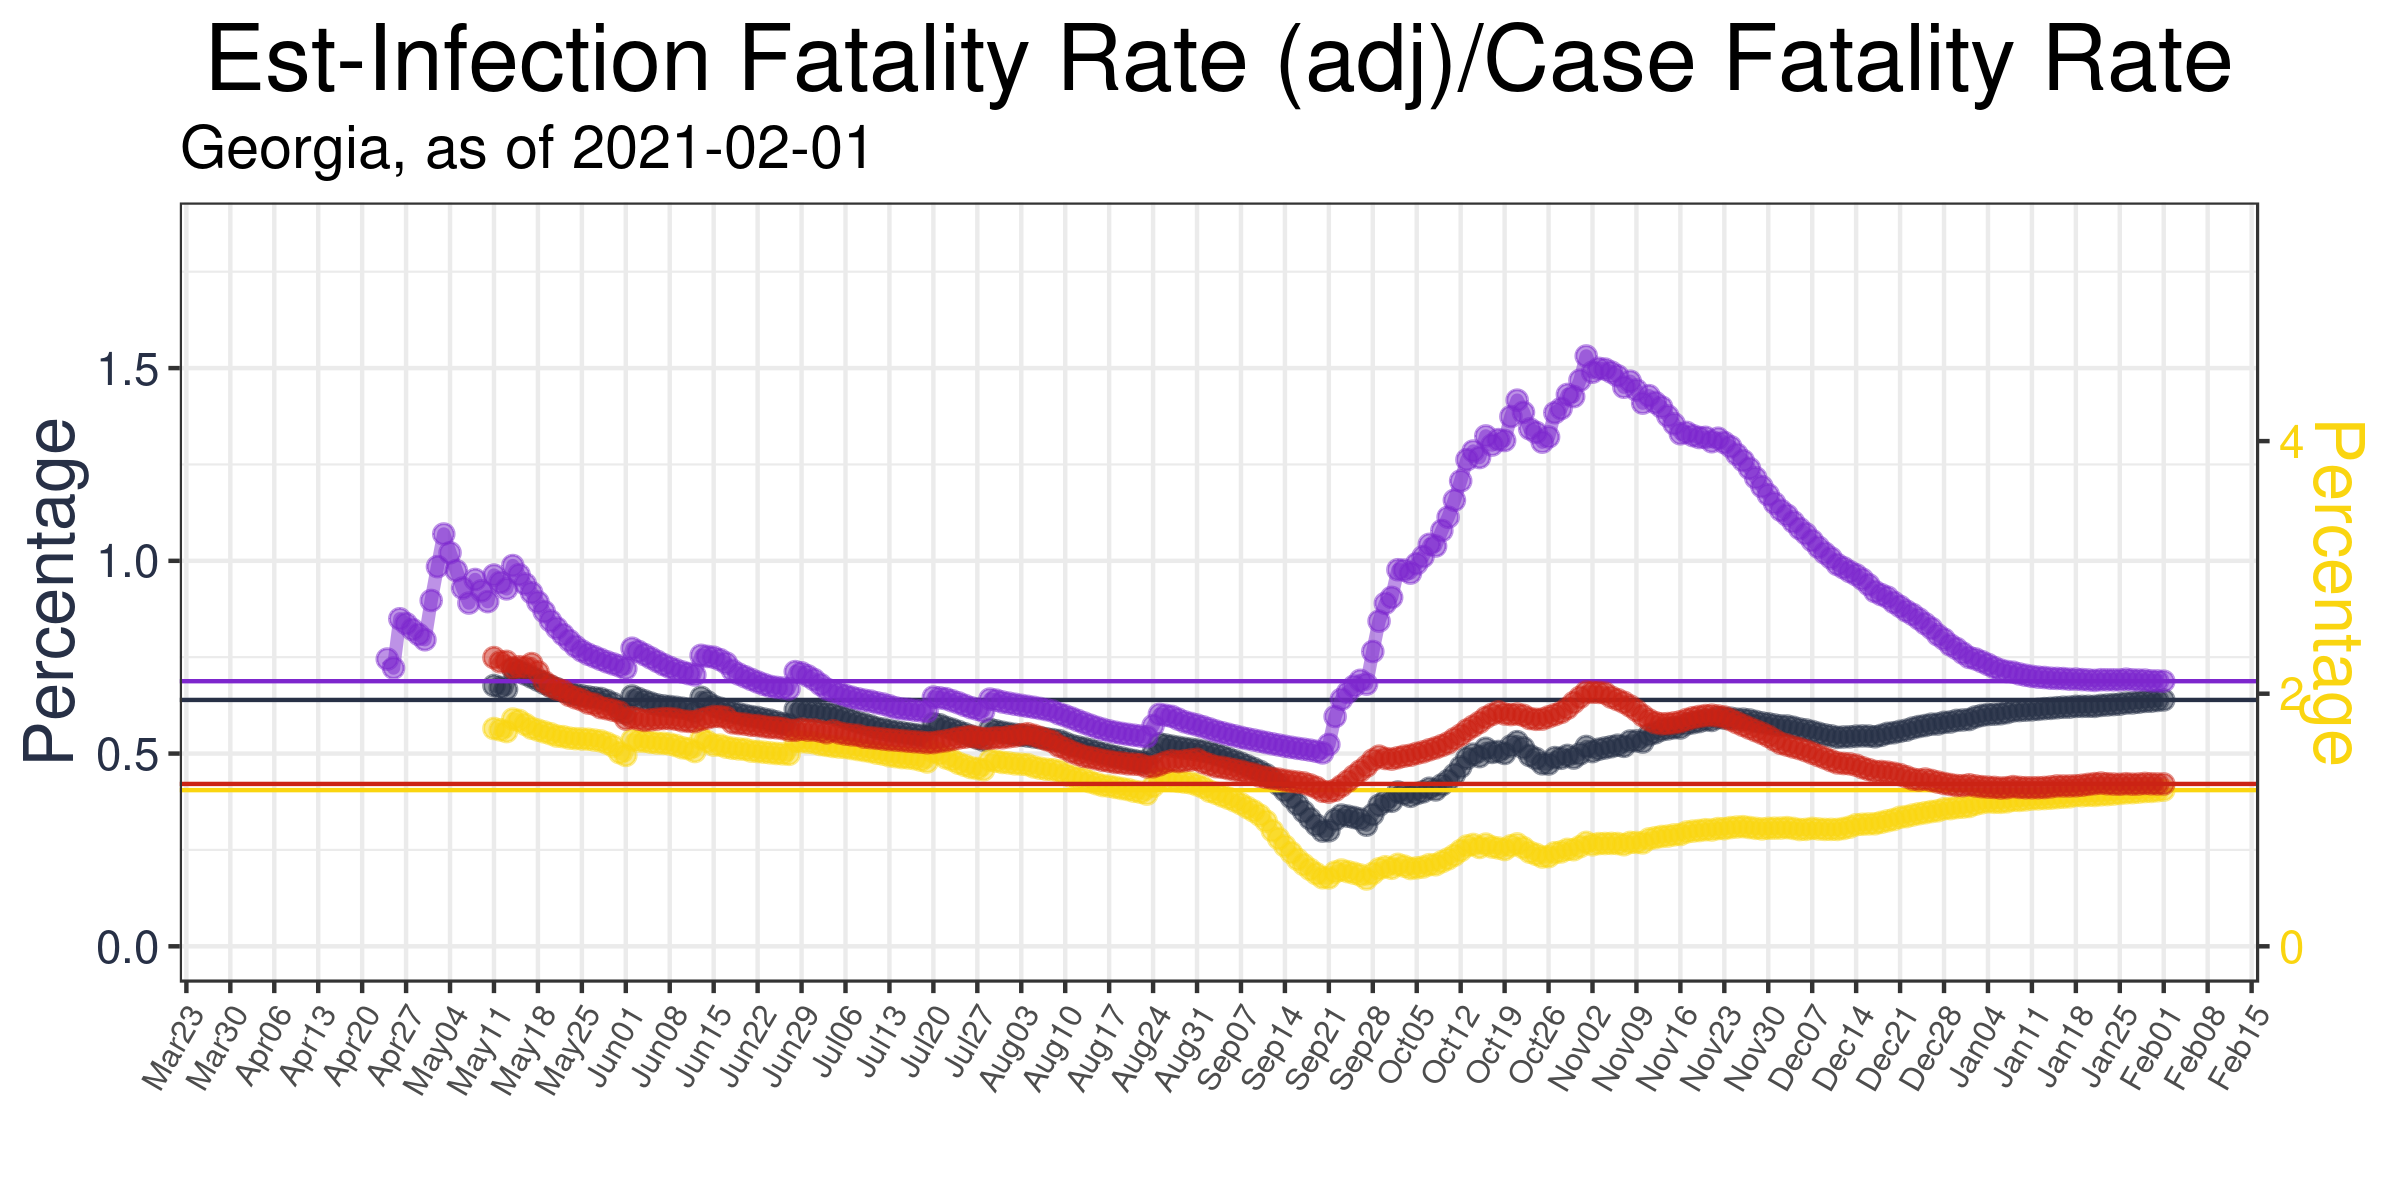 Est-Infection Fatality Rate (adj)/Case Fatality Rate
Georgia, as of 2021-02-01
Percentage
1.5
1.0
0.5
0.0
4
2
0
Percentage
Mar23 Mar30 Apr06 Apr13 Apr20 Apr27 May04 May11 May18 May25 Jun01 Jun08 Jun15 Jun22 Jun29 Jul06 Jul13 Jul20 Jul27 Aug03 Aug10 Aug17 Aug24 Aug31 Sep07 Sep14 Sep21 Sep28 Oct05 Oct12 Oct19 Oct26 Nov02 Nov09 Nov16 Nov23 Nov30 Dec07 Dec14 Dec21 Dec28 Jan04 Jan11 Jan18 Jan25 Feb01 Feb08 Feb15